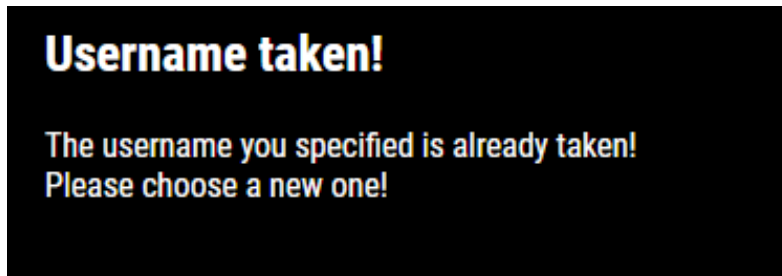 Username taken!
The username you specified is already taken!
Please choose a new one!